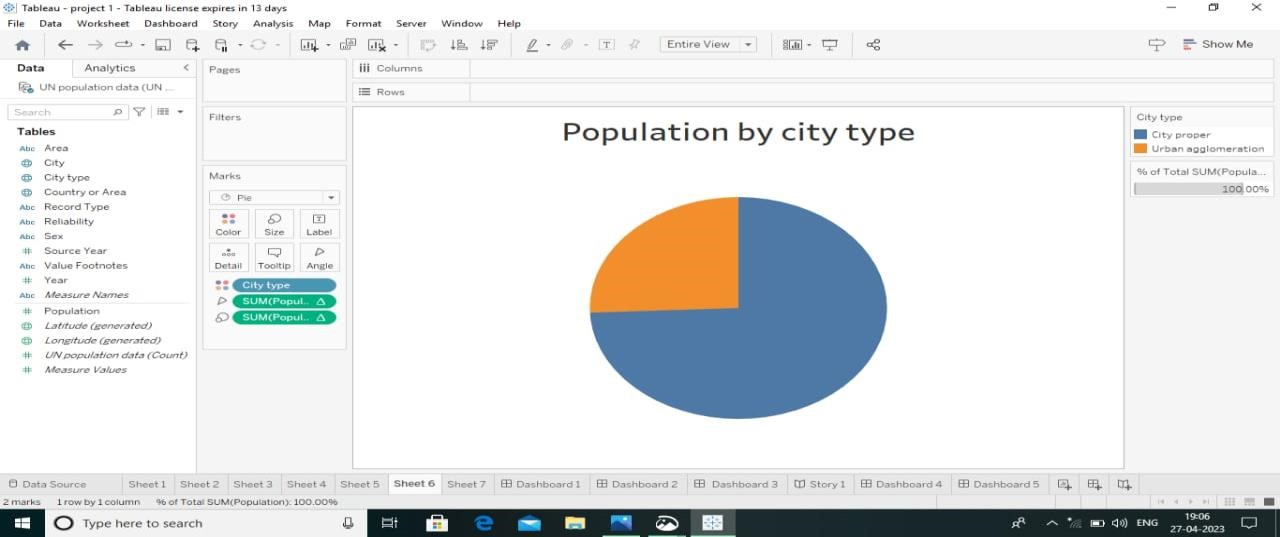 Tableau - project 1 - Tableau license expires in 13 days
File Data Worksheet Dashboard Story Analysis Map Format Server Window Help
Entire View
Show Me
Data Analytics
UN population data (UN ...
Search
Tables
Abc Area
City
City type
Country or Area
Abc Record Type
Abc Reliability
Abc Sex
# Source Year
Abc Value Footnotes
# Year
Abc Measure Names
# Population
Latitude (generated)
Longitude (generated)
# UN population data (Count)
# Measure Values
Pages
Filters
Marks
Pie
Color Size Label
Detail Tooltip Angle
City type
SUM(Popul..
SUM(Popul..
Columns
Rows
Population by city type
City type
City proper
Urban agglomeration
% of Total SUM(Popula...
100.00%
Data Source Sheet 1 Sheet 2 Sheet 3 Sheet 4 Sheet 5 Sheet 6 Sheet 7 Dashboard 1 Dashboard 2 Dashboard 3 Story 1 Dashboard 4 Dashboard 5
2 marks 1 row by 1 column % of Total SUM(Population): 100.00%
Type here to search
ENG
19:06
27-04-2023